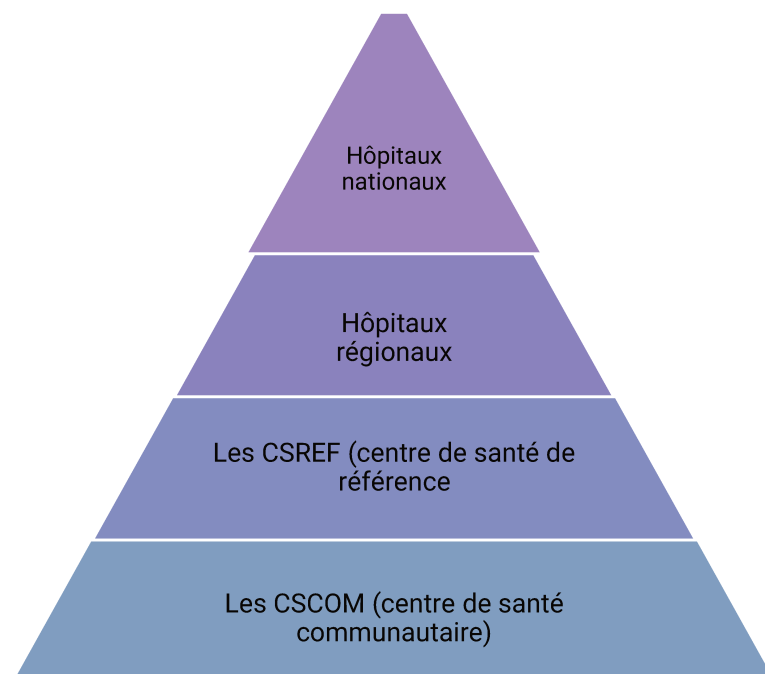 Hôpitaux
nationaux
Hôpitaux
régionaux
Les CSREF (centre de santé de
référence
Les CSCOM (centre de santé
communautaire)